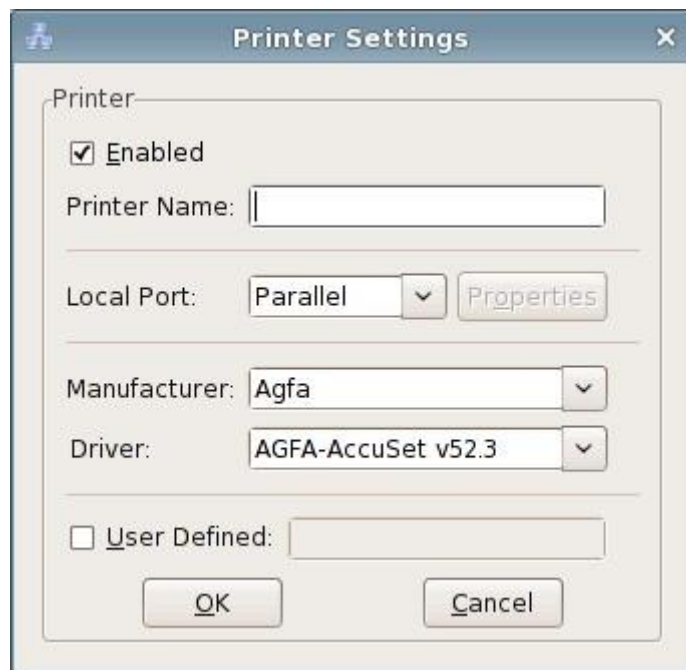 Printer Settings
Printer
Enabled
Printer Name:
Local Port: Parallel Properties
Manufacturer: Agfa
Driver: AGFA-AccuSet v52.3
User Defined:
OK Cancel